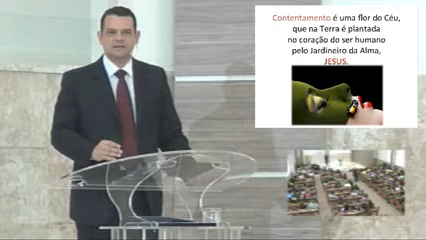 Contentamento é uma flor do Céu,
que na Terra é plantada
no coração do ser humano
pelo Jardineiro da Alma,
JESUS.